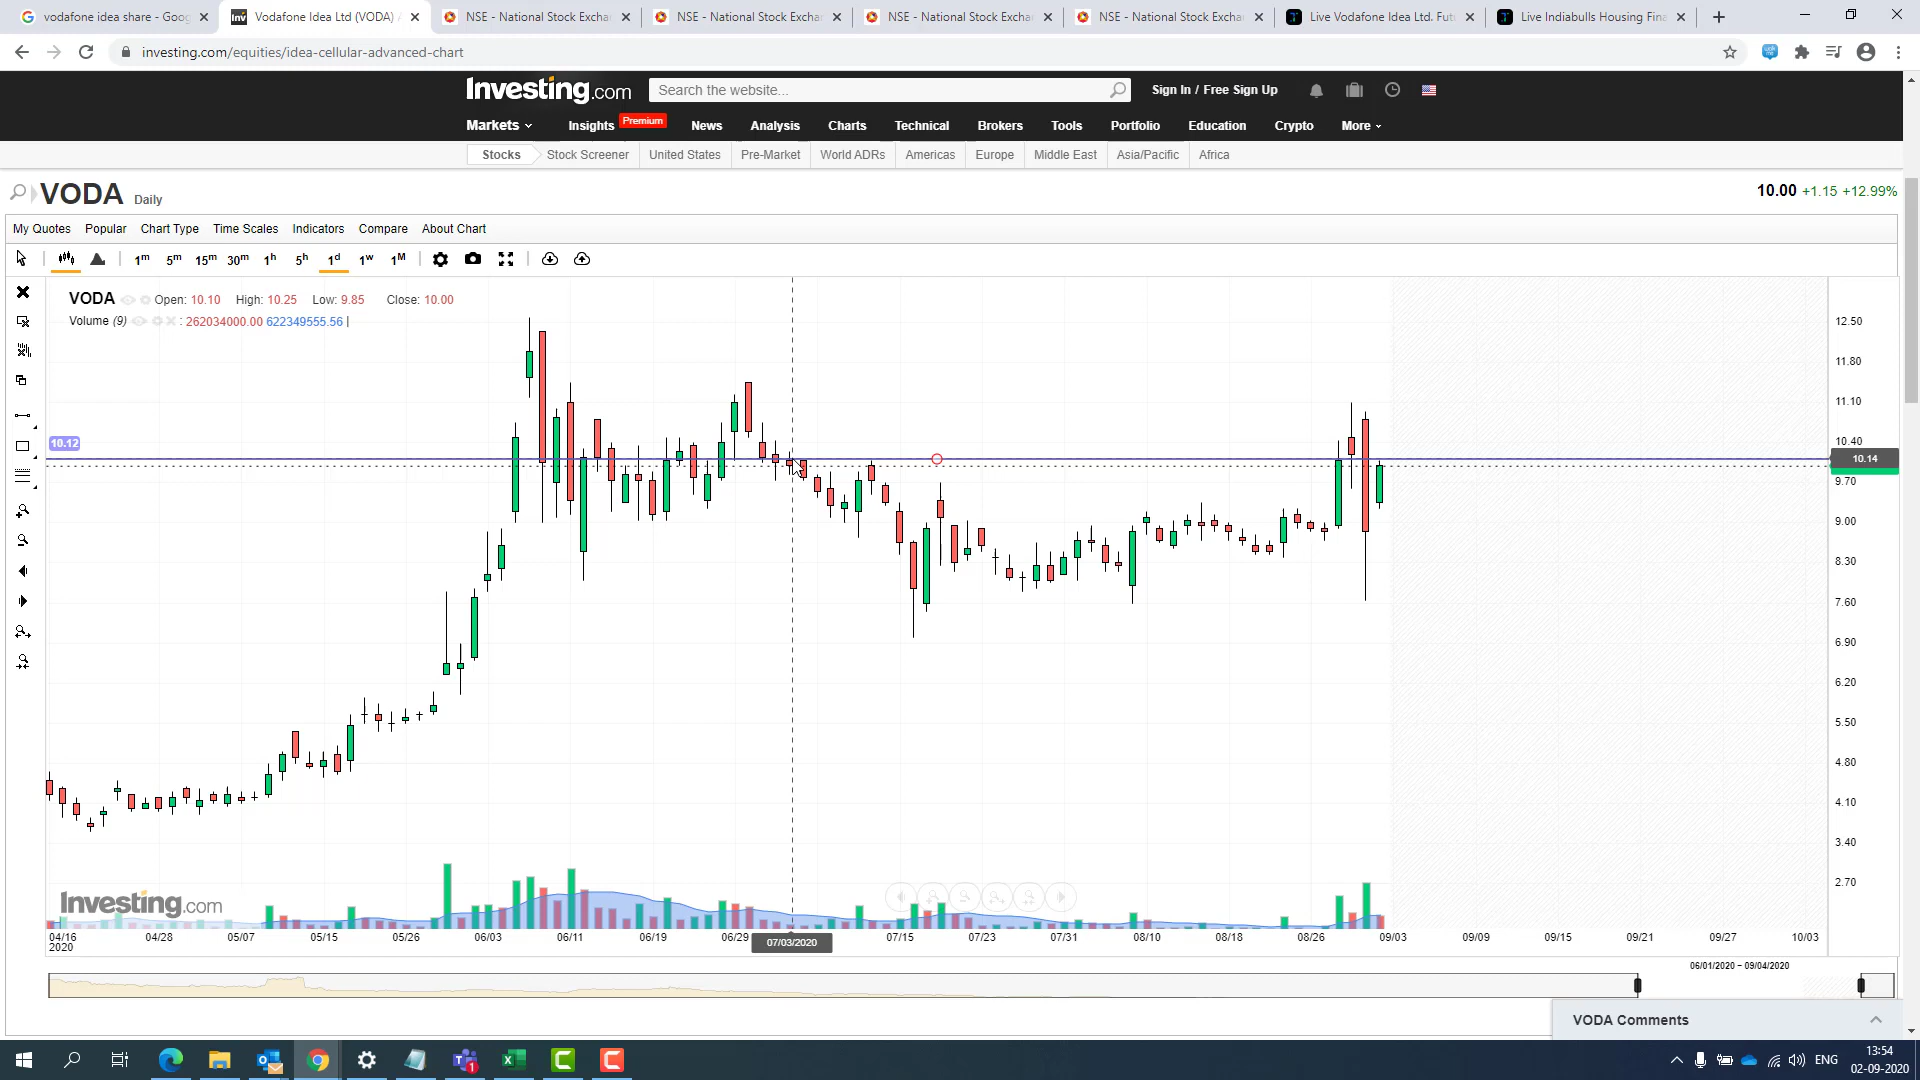 vodafone idea share - Goog
Vodafone Idea Ltd (VODA) A
NSE - National Stock Exchan
NSE - National Stock Exchan
NSE - National Stock Exchan
NSE - National Stock Exchan
Live Vodafone Idea Ltd. Futu
Live Indiabulls Housing Fina
investing.com/equities/idea-cellular-advanced-chart
Investing.com
Search the website...
Sign In / Free Sign Up
Markets
Insights
Premium
News
Analysis
Charts
Technical
Brokers
Tools
Portfolio
Education
Crypto
More
Stocks
Stock Screener
United States
Pre-Market
World ADRs
Americas
Europe
Middle East
Asia/Pacific
Africa
VODA Daily
10.00 +1.15 +12.99%
My Quotes
Popular
Chart Type
Time Scales
Indicators
Compare
About Chart
1m 5m 15m 30m 1h 5h 1d 1w 1M
VODA Open: 10.10 High: 10.25 Low: 9.85 Close: 10.00
Volume (9) : 262034000.00 622349555.56 |
12.50
11.80
11.10
10.12
10.40
10.14
9.70
9.00
8.30
7.60
6.90
6.20
5.50
4.80
4.10
3.40
2.70
Investing.com
04/16 04/28 05/07 05/15 05/26 06/03 06/11 06/19 06/29 07/03/2020 07/15 07/23 07/31 08/10 08/18 08/26 09/03 09/09 09/15 09/21 09/27 10/03
2020
06/01/2020 - 09/04/2020
VODA Comments
1
ENG
13:54
02-09-2020